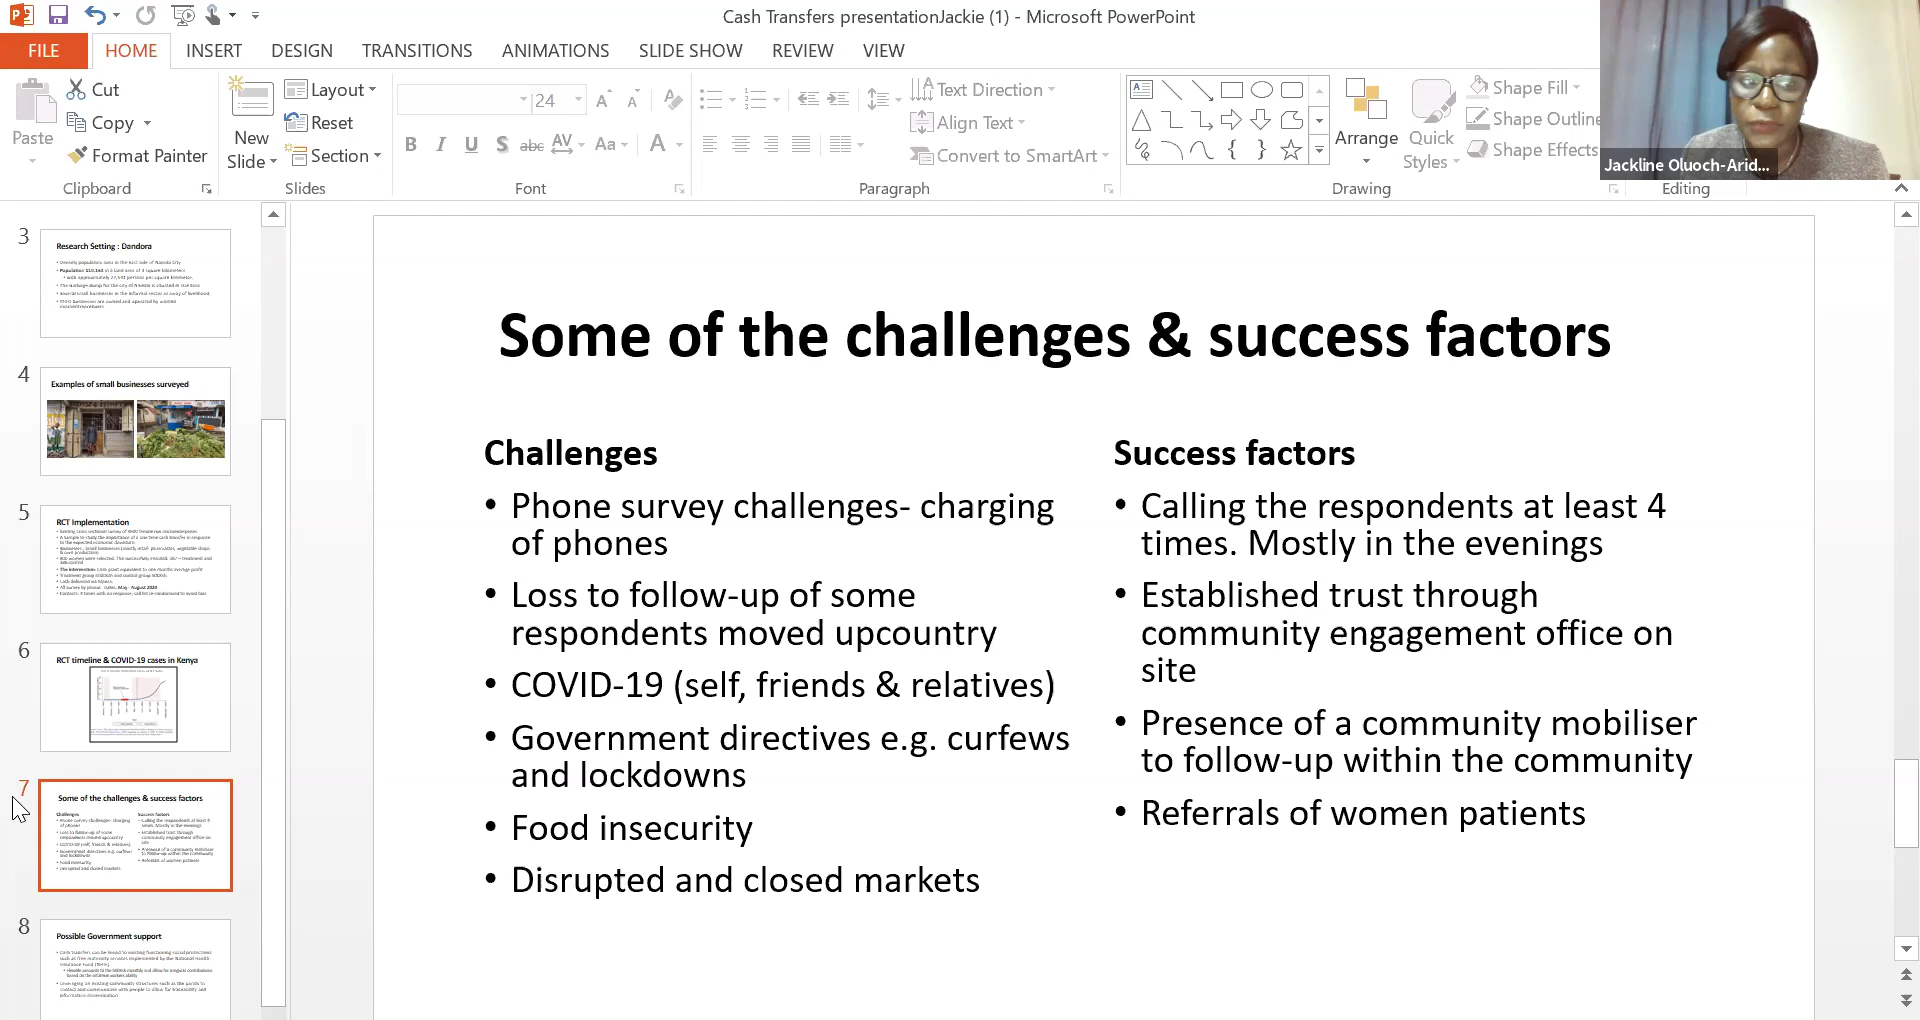 Cash Transfers presentationJackie (1) - Microsoft PowerPoint
FILE HOME INSERT DESIGN TRANSITIONS ANIMATIONS SLIDE SHOW REVIEW VIEW
Paste
Cut
Copy
Format Painter
Clipboard
New
Slide
Layout
Reset
Section
Slides
24
B I U S abc AV Aa A
Font
Text Direction
Align Text
Convert to SmartArt
Paragraph
Arrange
Quick
Styles
Shape Fill
Shape Outline
Shape Effects
Drawing
Editing
Jackline Oluoch-Arid...
3
Research Setting : Dandora
4
Examples of small businesses surveyed
5
RCT Implementation
6
RCT timeline & COVID-19 cases in Kenya
7
Some of the challenges & success factors
Challenges
Success factors
8
Possible Government support
Some of the challenges & success factors
Challenges
• Phone survey challenges- charging
of phones
• Loss to follow-up of some
respondents moved upcountry
• COVID-19 (self, friends & relatives)
• Government directives e.g. curfews
and lockdowns
• Food insecurity
• Disrupted and closed markets
Success factors
• Calling the respondents at least 4
times. Mostly in the evenings
• Established trust through
community engagement office on
site
• Presence of a community mobiliser
to follow-up within the community
• Referrals of women patients